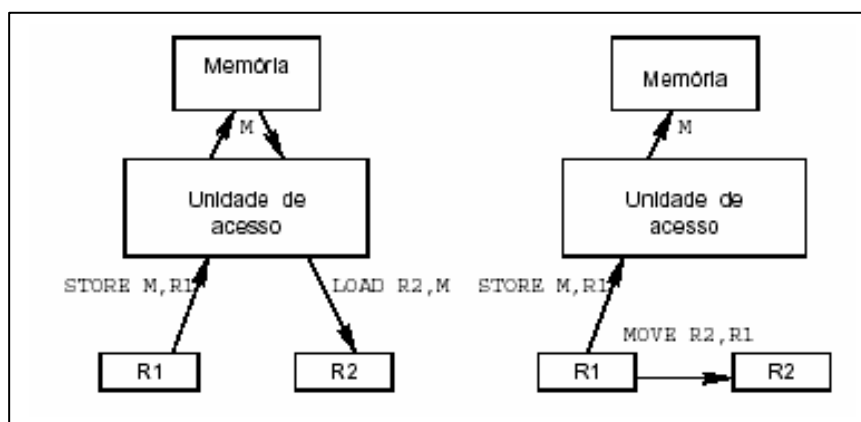 Memória
M
Unidade de
acesso
STORE M,R1
LOAD R2,M
R1
R2
Memória
M
Unidade de
acesso
STORE M,R1
MOVE R2,R1
R1
R2